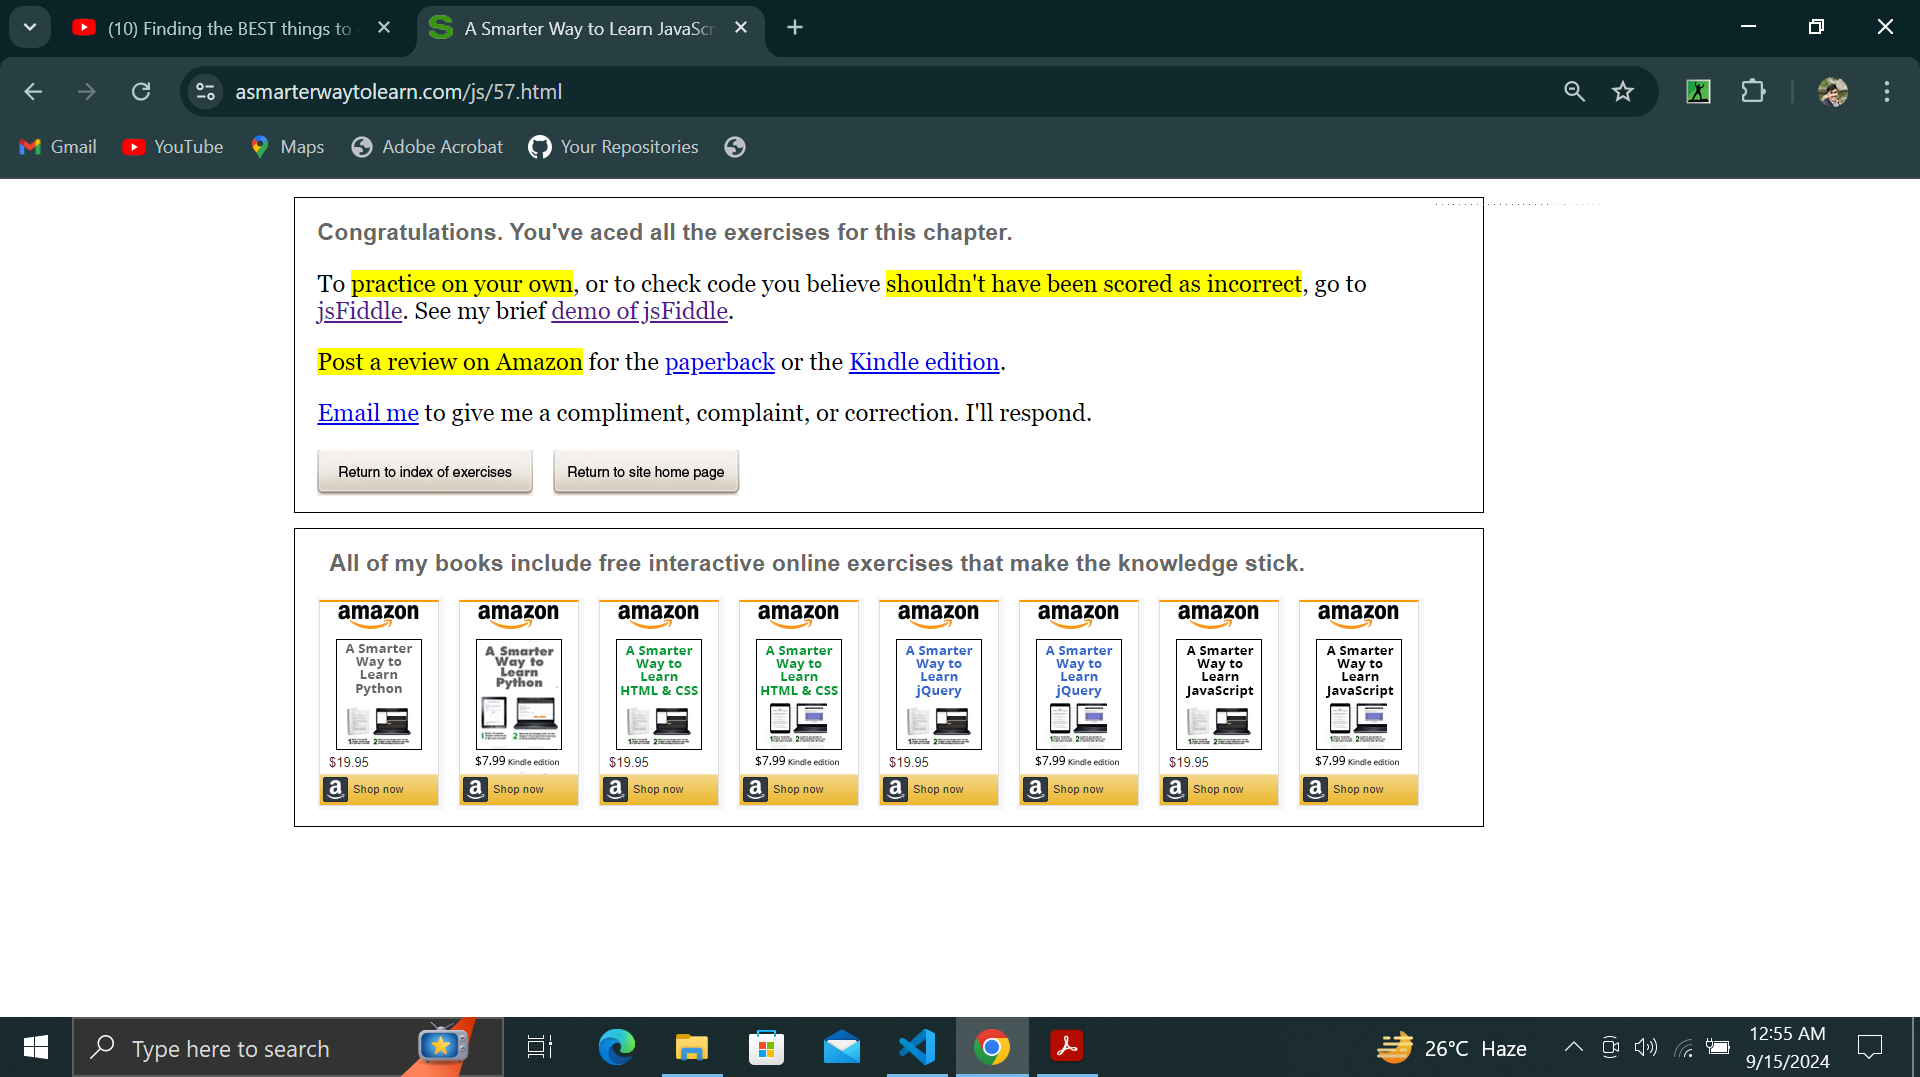 (10) Finding the BEST things to
A Smarter Way to Learn JavaScr
asmarterwaytolearn.com/js/57.html
Gmail YouTube Maps Adobe Acrobat Your Repositories
Congratulations. You've aced all the exercises for this chapter.
To practice on your own, or to check code you believe shouldn't have been scored as incorrect, go to
jsFiddle. See my brief demo of jsFiddle.
Post a review on Amazon for the paperback or the Kindle edition.
Email me to give me a compliment, complaint, or correction. I'll respond.
Return to index of exercises Return to site home page
All of my books include free interactive online exercises that make the knowledge stick.
amazon amazon amazon amazon amazon amazon amazon amazon
A Smarter A Smarter A Smarter A Smarter A Smarter A Smarter A Smarter A Smarter
Way to Way to Way to Way to Way to Way to Way to Way to
Learn Learn Learn Learn Learn Learn Learn Learn
Python Python HTML & CSS HTML & CSS jQuery jQuery JavaScript JavaScript
$19.95 $7.99 Kindle edition $19.95 $7.99 Kindle edition $19.95 $7.99 Kindle edition $19.95 $7.99 Kindle edition
a Shop now a Shop now a Shop now a Shop now a Shop now a Shop now a Shop now a Shop now
Type here to search
26°C Haze
12:55 AM
9/15/2024